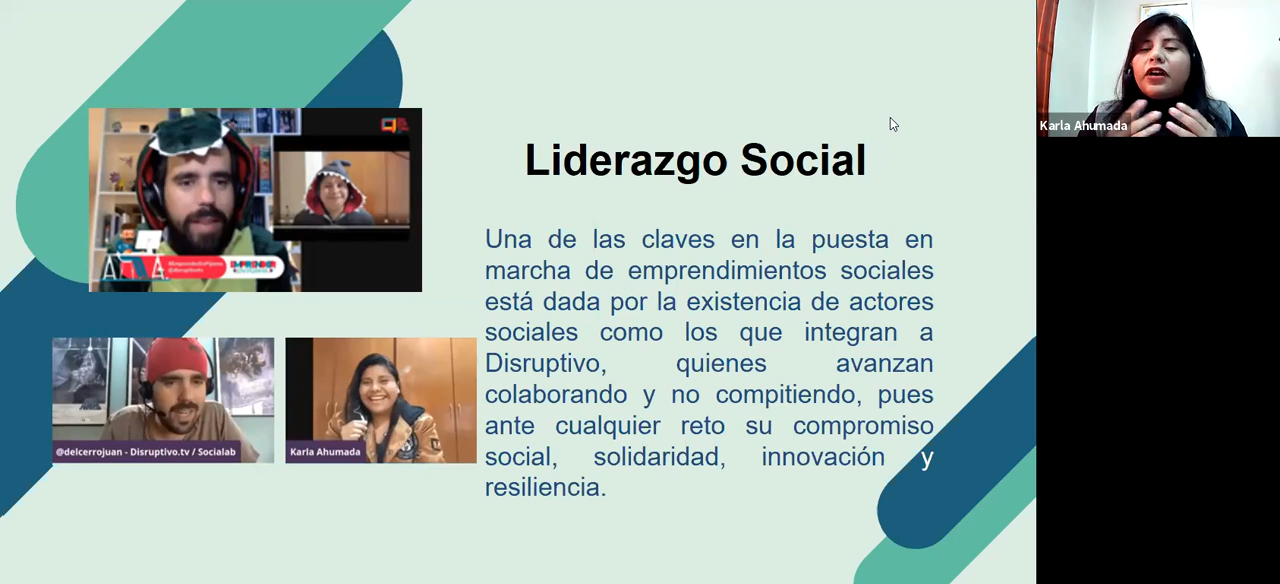 Liderazgo Social
Una de las claves en la puesta en
marcha de emprendimientos sociales
está dada por la existencia de actores
sociales como los que integran a
Disruptivo, quienes avanzan
colaborando y no compitiendo, pues
ante cualquier reto su compromiso
social, solidaridad, innovación y
resiliencia.
@delcerrojuan - Disruptivo.tv / Socialab
Karla Ahumada
Karla Ahumada